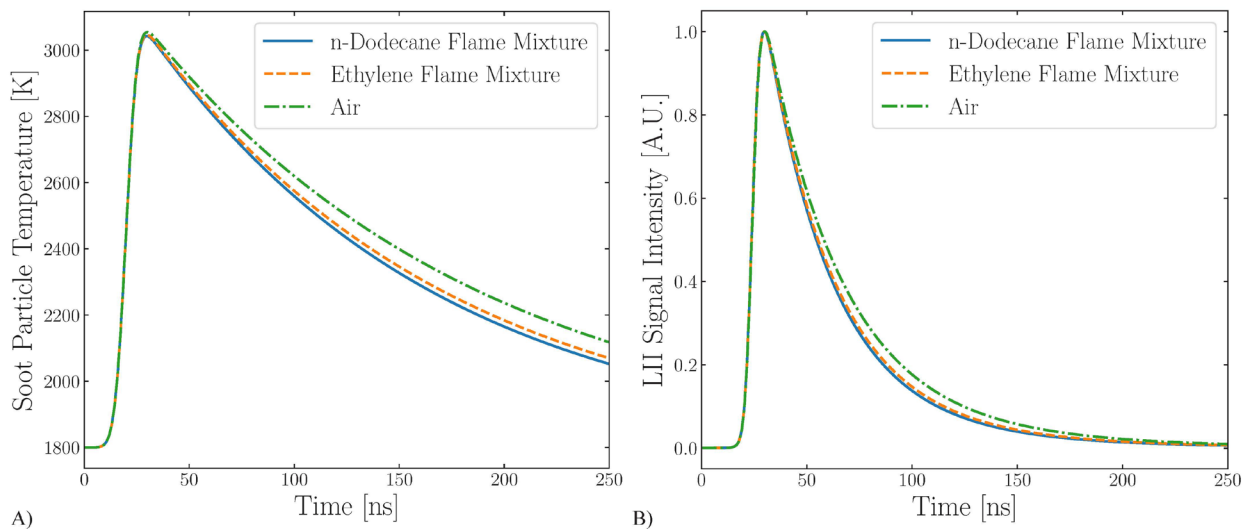 Soot Particle Temperature [K]
3000
2800
2600
2400
2200
2000
1800
0
50
100
150
200
250
Time [ns]
n-Dodecane Flame Mixture
Ethylene Flame Mixture
Air
A)
LII Signal Intensity [A.U.]
1.0
0.8
0.6
0.4
0.2
0.0
0
50
100
150
200
250
Time [ns]
n-Dodecane Flame Mixture
Ethylene Flame Mixture
Air
B)